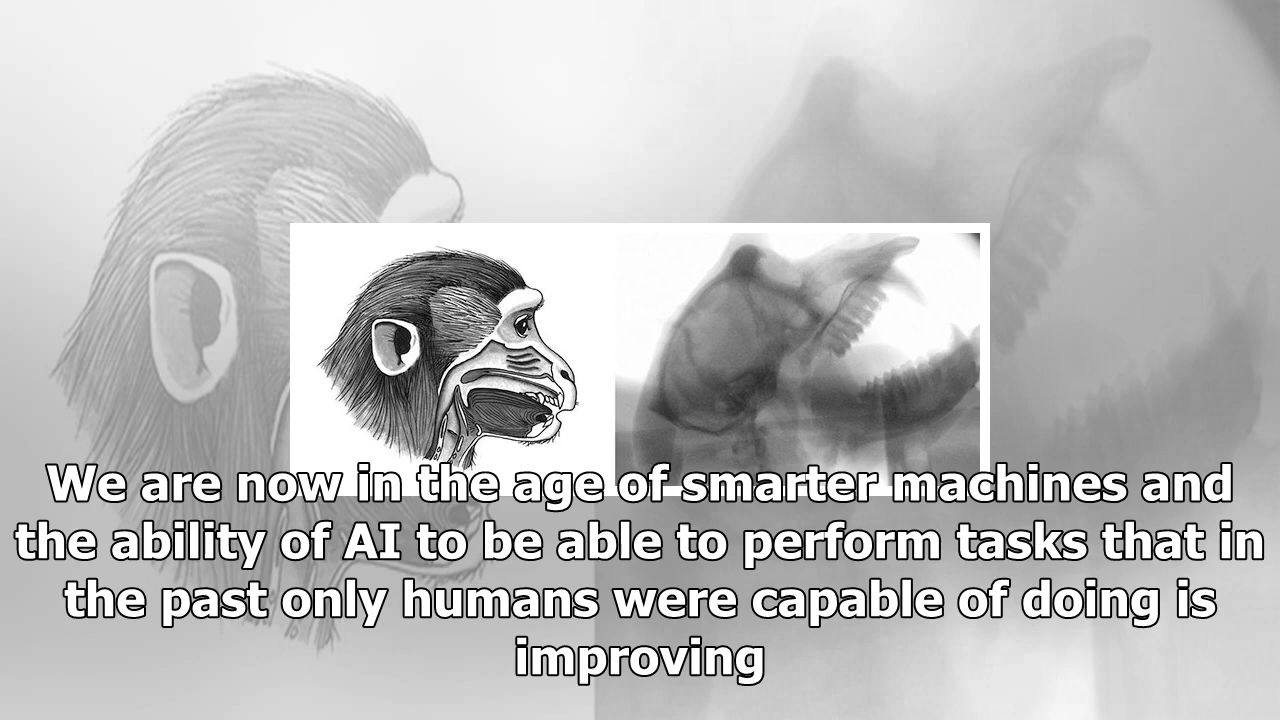 We are now in the age of smarter machines and
the ability of AI to be able to perform tasks that in
the past only humans were capable of doing is
improving